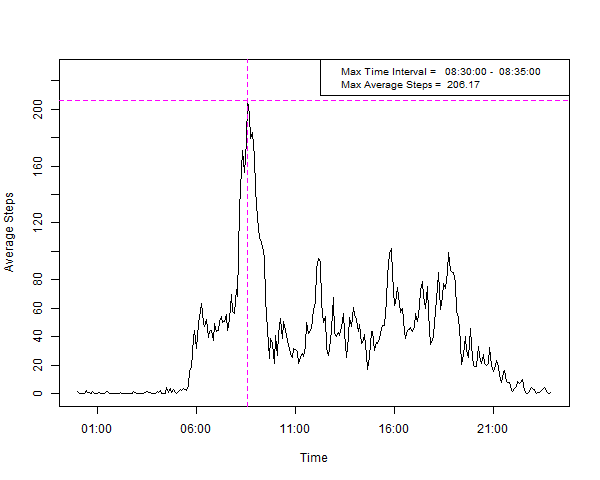 Max Time Interval = 08:30:00 - 08:35:00
Max Average Steps = 206.17
Average Steps
200
160
120
80
60
40
20
0
01:00 06:00 11:00 16:00 21:00
Time